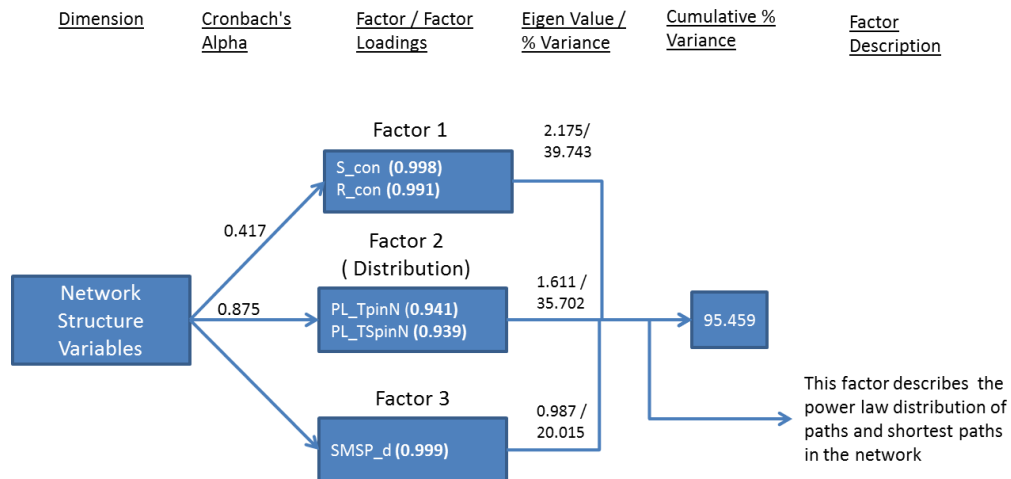 Dimension
Cronbach's
Alpha
Factor / Factor
Loadings
Eigen Value /
% Variance
Cumulative %
Variance
Factor
Description
Factor 1
S_con (0.998)
R_con (0.991)
2.175/
39.743
0.417
Factor 2
( Distribution)
Network
Structure
Variables
0.875
PL_TpinN (0.941)
PL_TSpinN (0.939)
1.611 /
35.702
95.459
Factor 3
SMSP_d (0.999)
0.987 /
20.015
This factor describes the
power law distribution of
paths and shortest paths
in the network